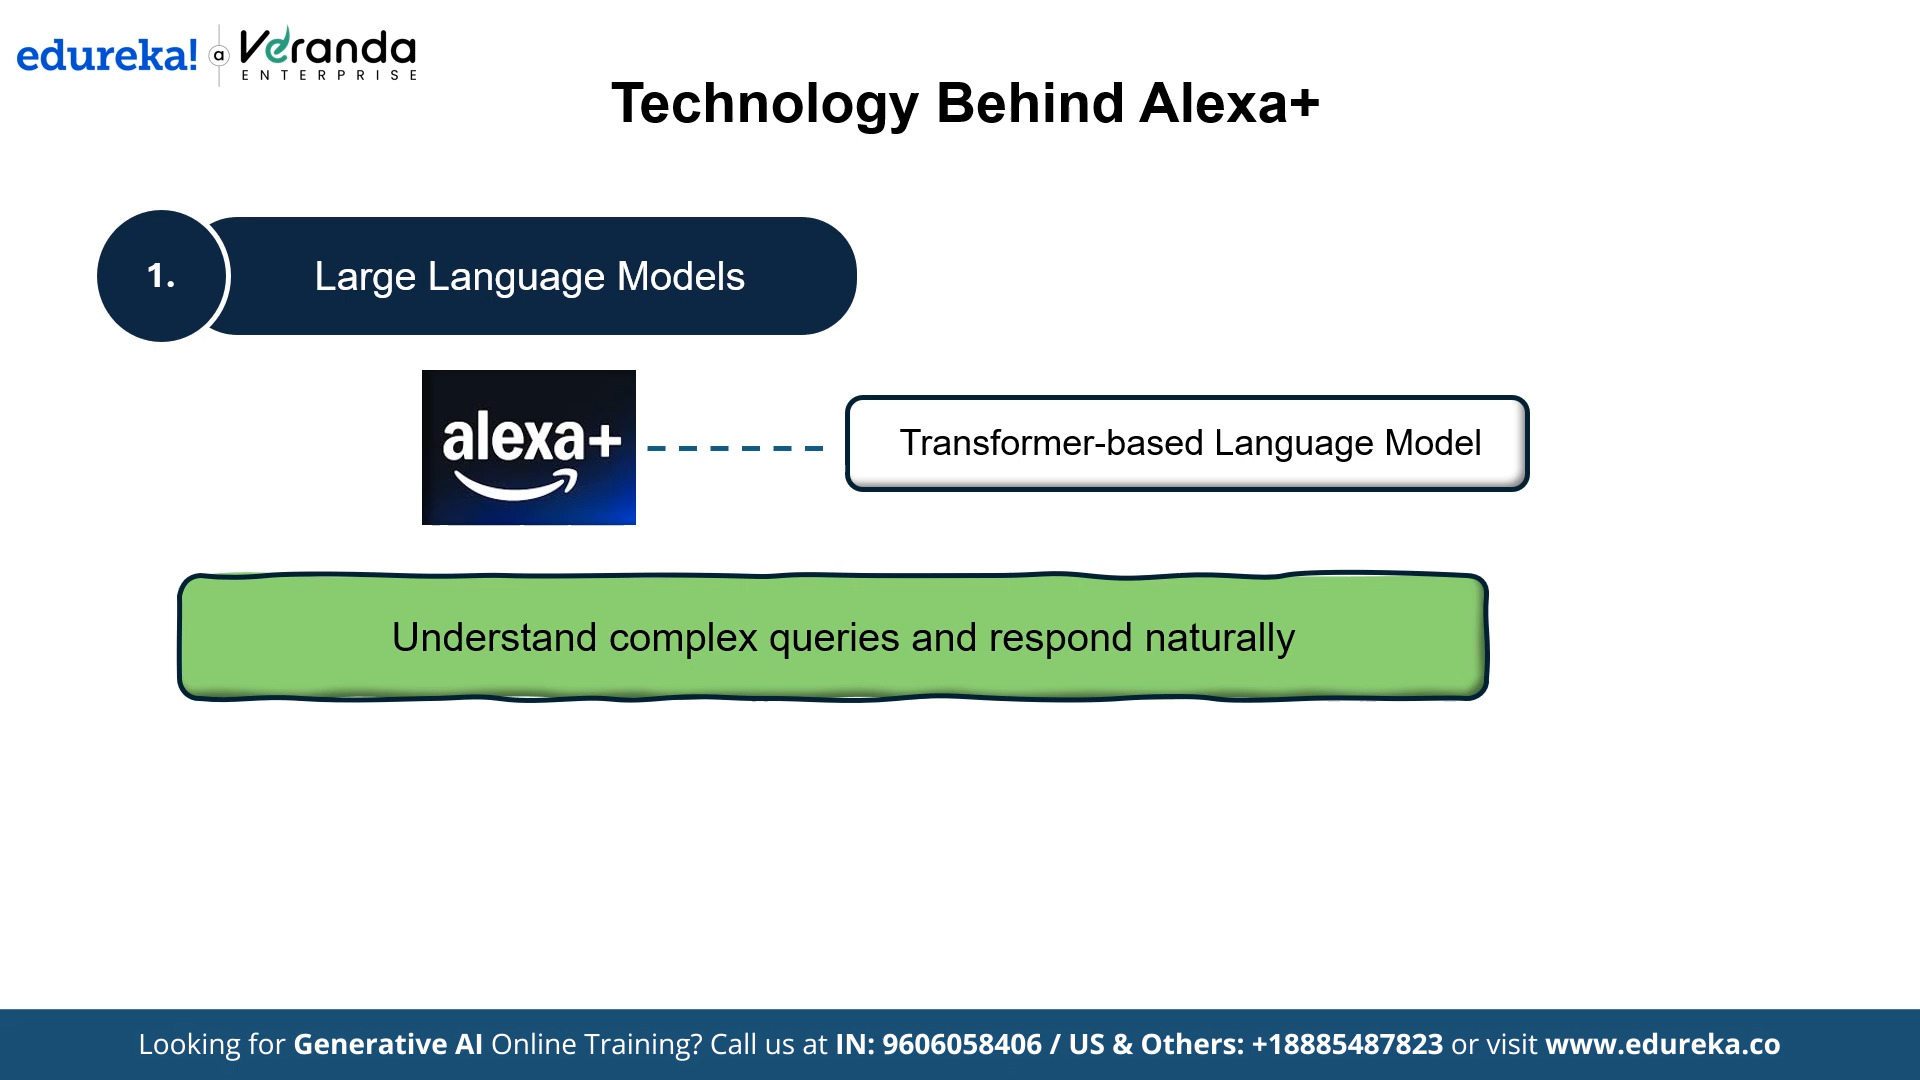 edureka! a Veranda
ENTERPRISE
Technology Behind Alexa+
1. Large Language Models
alexa+
Transformer-based Language Model
Understand complex queries and respond naturally
Looking for Generative AI Online Training? Call us at IN: 9606058406 / US & Others: +18885487823 or visit www.edureka.co